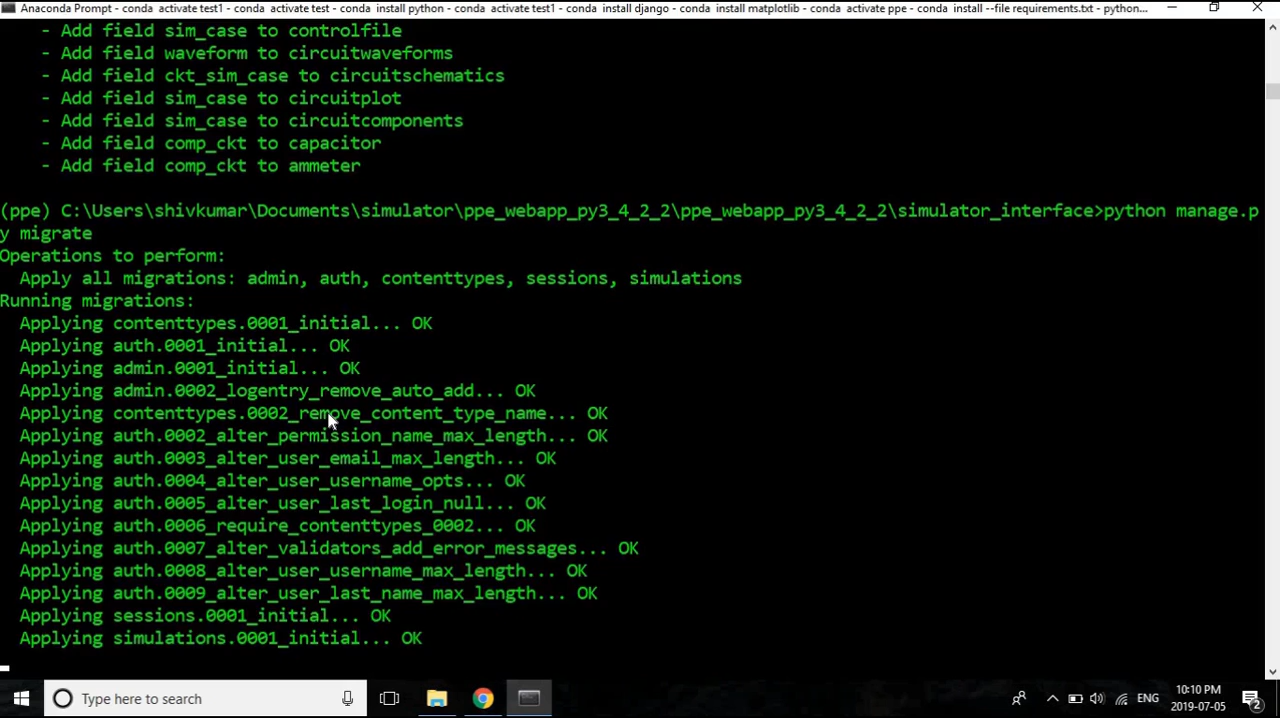 Anaconda Prompt - conda activate test1 - conda activate test - conda install python - conda activate test1 - conda install django - conda install matplotlib - conda activate ppe - conda install --file requirements.txt - python...
- Add field sim_case to controlfile
- Add field waveform to circuitwaveforms
- Add field ckt_sim_case to circuitschematics
- Add field sim_case to circuitplot
- Add field sim_case to circuitcomponents
- Add field comp_ckt to capacitor
- Add field comp_ckt to ammeter
(ppe) C:\Users\shivkumar\Documents\simulator\ppe_webapp_py3_4_2_2\ppe_webapp_py3_4_2_2\simulator_interface>python manage.p
y migrate
Operations to perform:
Apply all migrations: admin, auth, contenttypes, sessions, simulations
Running migrations:
Applying contenttypes.0001_initial... OK
Applying auth.0001_initial... OK
Applying admin.0001_initial... OK
Applying admin.0002_logentry_remove_auto_add... OK
Applying contenttypes.0002_remove_content_type_name... OK
Applying auth.0002_alter_permission_name_max_length... OK
Applying auth.0003_alter_user_email_max_length... OK
Applying auth.0004_alter_user_username_opts... OK
Applying auth.0005_alter_user_last_login_null... OK
Applying auth.0006_require_contenttypes_0002... OK
Applying auth.0007_alter_validators_add_error_messages... OK
Applying auth.0008_alter_user_username_max_length... OK
Applying auth.0009_alter_user_last_name_max_length... OK
Applying sessions.0001_initial... OK
Applying simulations.0001_initial... OK
Type here to search
ENG
10:10 PM
2019-07-05
2